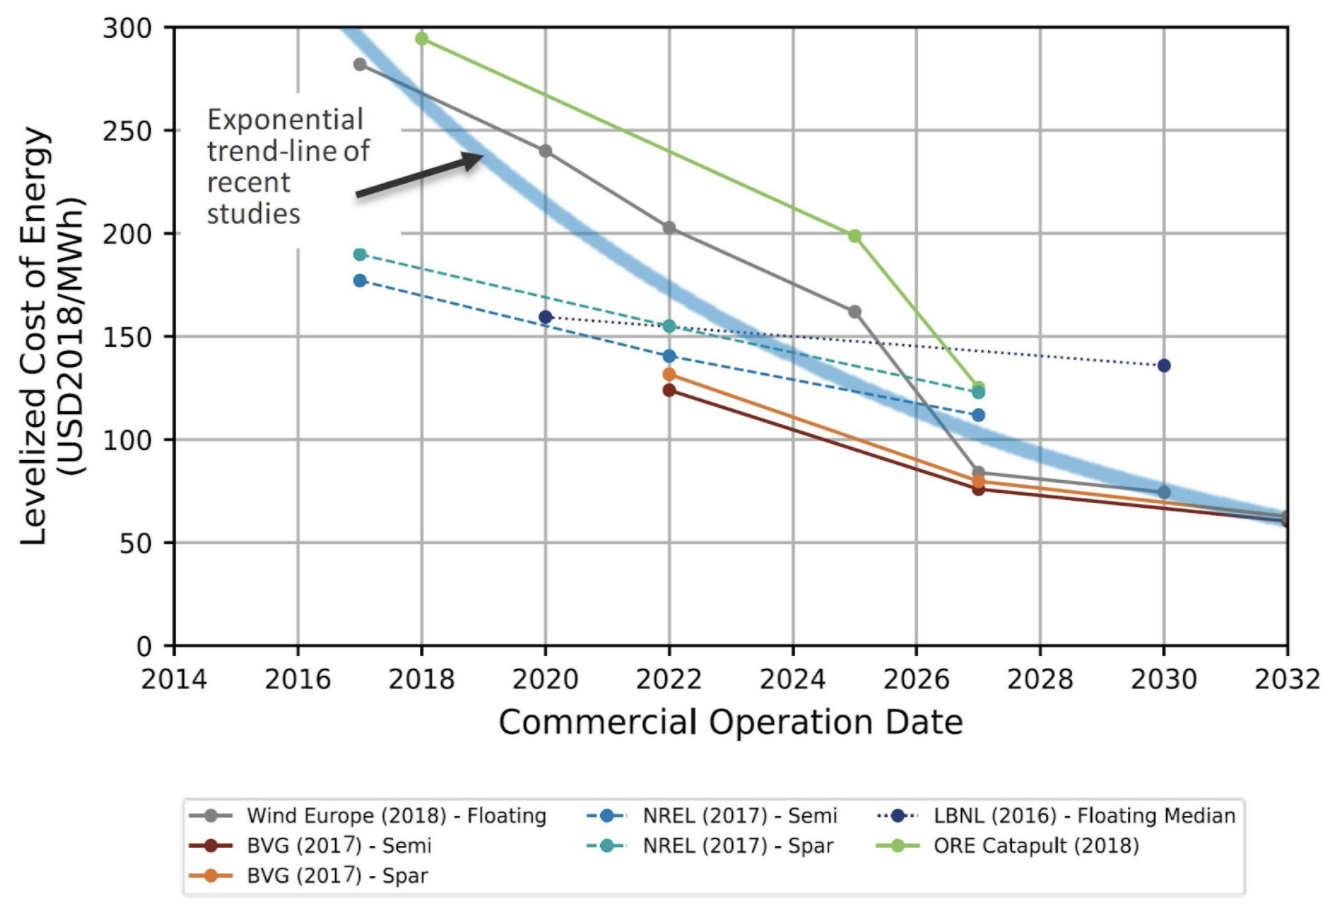 300
250
200
150
100
50
0
Levelized Cost of Energy
(USD2018/MWh)
Exponential
trend-line of
recent
studies
2014 2016 2018 2020 2022 2024 2026 2028 2030 2032
Commercial Operation Date
Wind Europe (2018) - Floating
BVG (2017) - Semi
BVG (2017) - Spar
NREL (2017) - Semi
NREL (2017) - Spar
LBNL (2016) - Floating Median
ORE Catapult (2018)